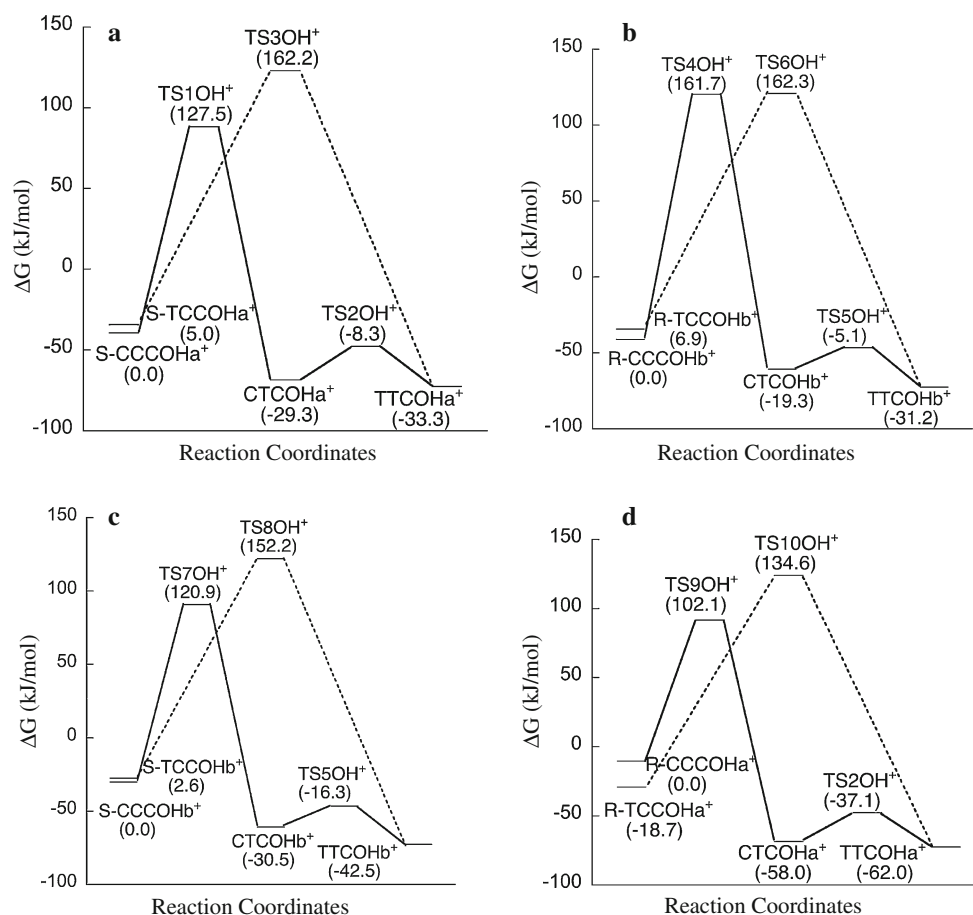 a
150
100
50
0
-50
-100
ΔG (kJ/mol)
TS3OH+
(162.2)
TS1OH+
(127.5)
S-TCCOHa+
(5.0)
S-CCCOHa+
(0.0)
TS2OH+
(-8.3)
CTCOHa+
(-29.3)
TTCOHa+
(-33.3)
Reaction Coordinates
b
150
100
50
0
-50
-100
ΔG (kJ/mol)
TS4OH+
(161.7)
TS6OH+
(162.3)
R-TCCOHb+
(6.9)
R-CCCOHb+
(0.0)
TS5OH+
(-5.1)
CTCOHb+
(-19.3)
TTCOHb+
(-31.2)
Reaction Coordinates
c
150
100
50
0
-50
-100
ΔG (kJ/mol)
TS8OH+
(152.2)
TS7OH+
(120.9)
S-TCCOHb+
(2.6)
S-CCCOHb+
(0.0)
TS5OH+
(-16.3)
CTCOHb+
(-30.5)
TTCOHb+
(-42.5)
Reaction Coordinates
d
150
100
50
0
-50
-100
ΔG (kJ/mol)
TS10OH+
(134.6)
TS9OH+
(102.1)
R-CCCOHa+
(0.0)
R-TCCOHa+
(-18.7)
TS2OH+
(-37.1)
CTCOHa+
(-58.0)
TTCOHa+
(-62.0)
Reaction Coordinates